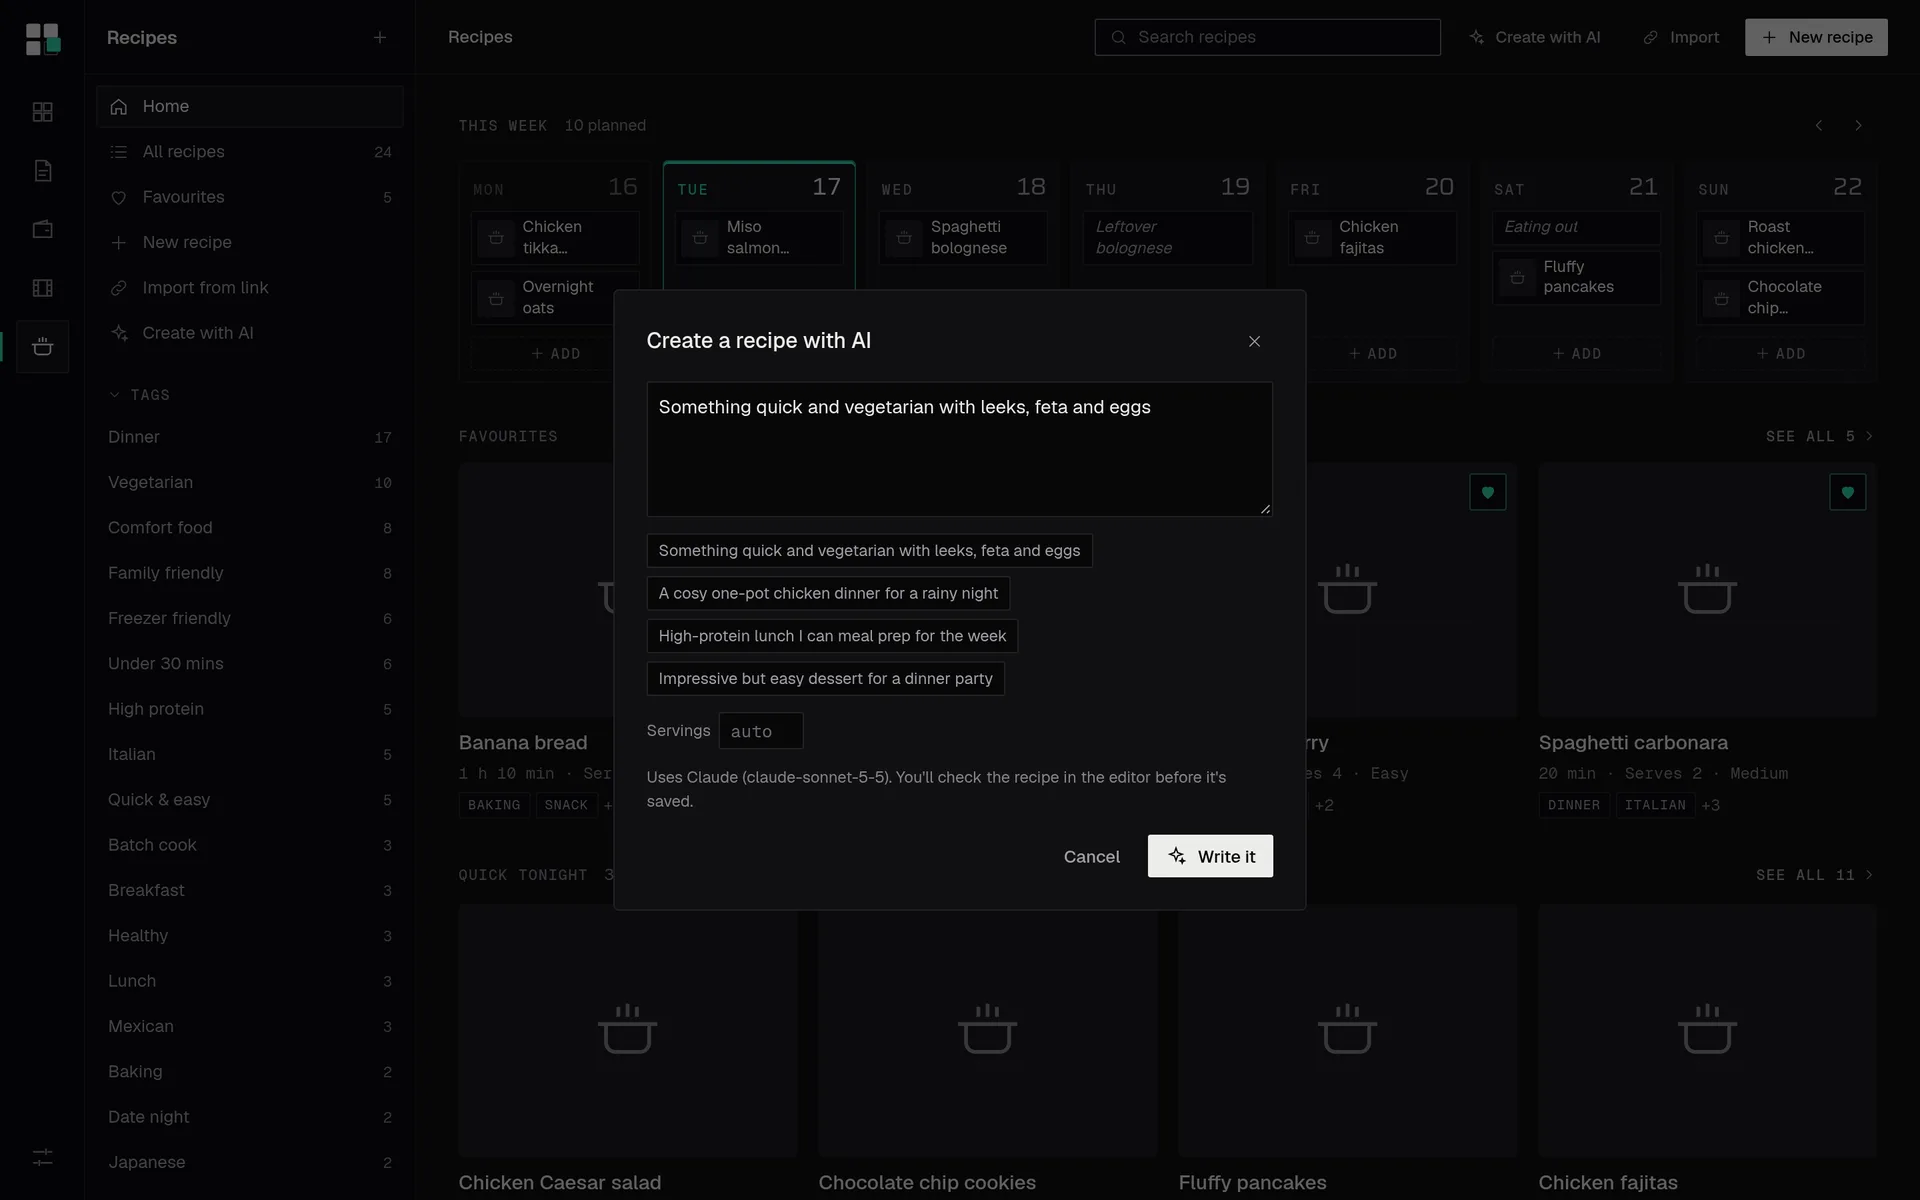 Recipes
Home
All recipes 24
Favourites 5
New recipe
Import from link
Create with AI
TAGS
Dinner 17
Vegetarian 10
Comfort food 8
Family friendly 8
Freezer friendly 6
Under 30 mins 6
High protein 5
Italian 5
Quick & easy 5
Batch cook 3
Breakfast 3
Healthy 3
Lunch 3
Mexican 3
Baking 2
Date night 2
Japanese 2
Recipes
Search recipes
Create with AI
Import
New recipe
THIS WEEK 10 planned
MON 16
Chicken
tikka...
Overnight
oats
+ ADD
TUE 17
Miso
salmon...
WED 18
Spaghetti
bolognese
THU 19
Leftover
bolognese
FRI 20
Chicken
fajitas
+ ADD
SAT 21
Eating out
Fluffy
pancakes
+ ADD
SUN 22
Roast
chicken...
Chocolate
chip...
+ ADD
Create a recipe with AI
Something quick and vegetarian with leeks, feta and eggs
Something quick and vegetarian with leeks, feta and eggs
A cosy one-pot chicken dinner for a rainy night
High-protein lunch I can meal prep for the week
Impressive but easy dessert for a dinner party
Servings auto
Uses Claude (claude-sonnet-5-5). You'll check the recipe in the editor before it's
saved.
Cancel
Write it
FAVOURITES
SEE ALL 5
Banana bread
1 h 10 min · Ser
BAKING SNACK +
rry
es 4 · Easy
+2
Spaghetti carbonara
20 min · Serves 2 · Medium
DINNER ITALIAN +3
QUICK TONIGHT 3
SEE ALL 11
Chicken Caesar salad
Chocolate chip cookies
Fluffy pancakes
Chicken fajitas